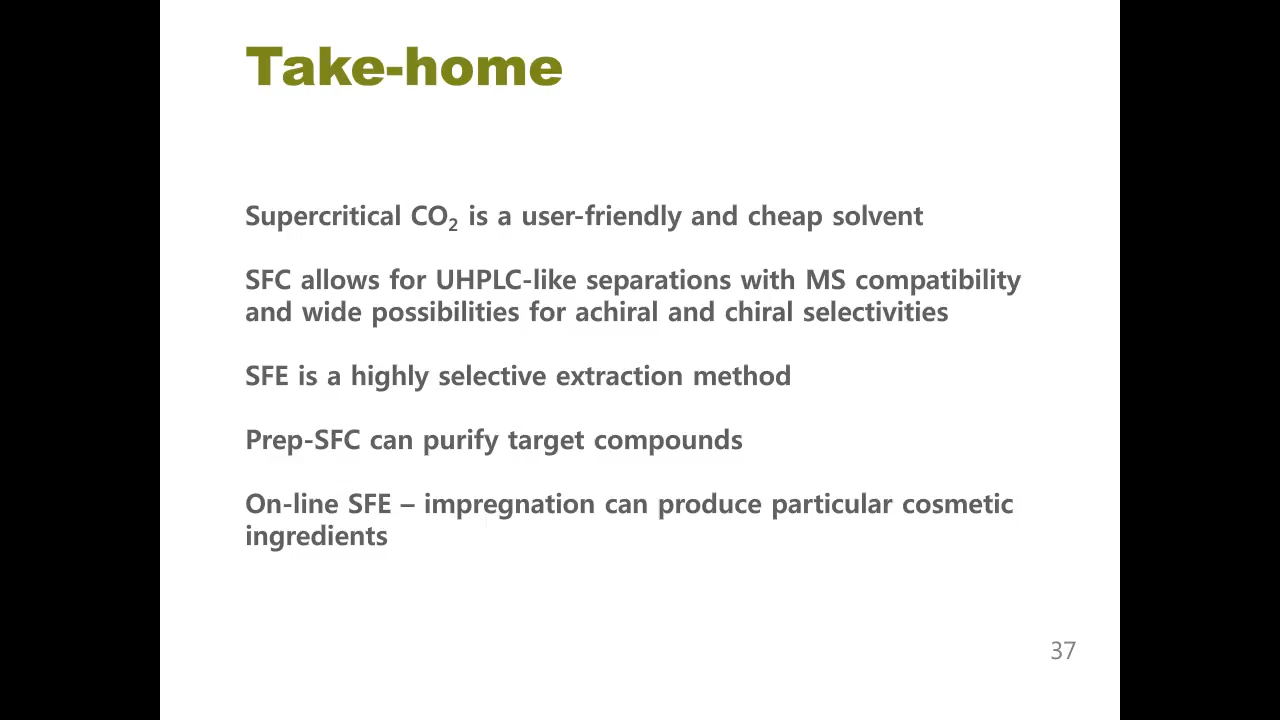 Take-home
Supercritical CO₂ is a user-friendly and cheap solvent
SFC allows for UHPLC-like separations with MS compatibility
and wide possibilities for achiral and chiral selectivities
SFE is a highly selective extraction method
Prep-SFC can purify target compounds
On-line SFE – impregnation can produce particular cosmetic
ingredients
37